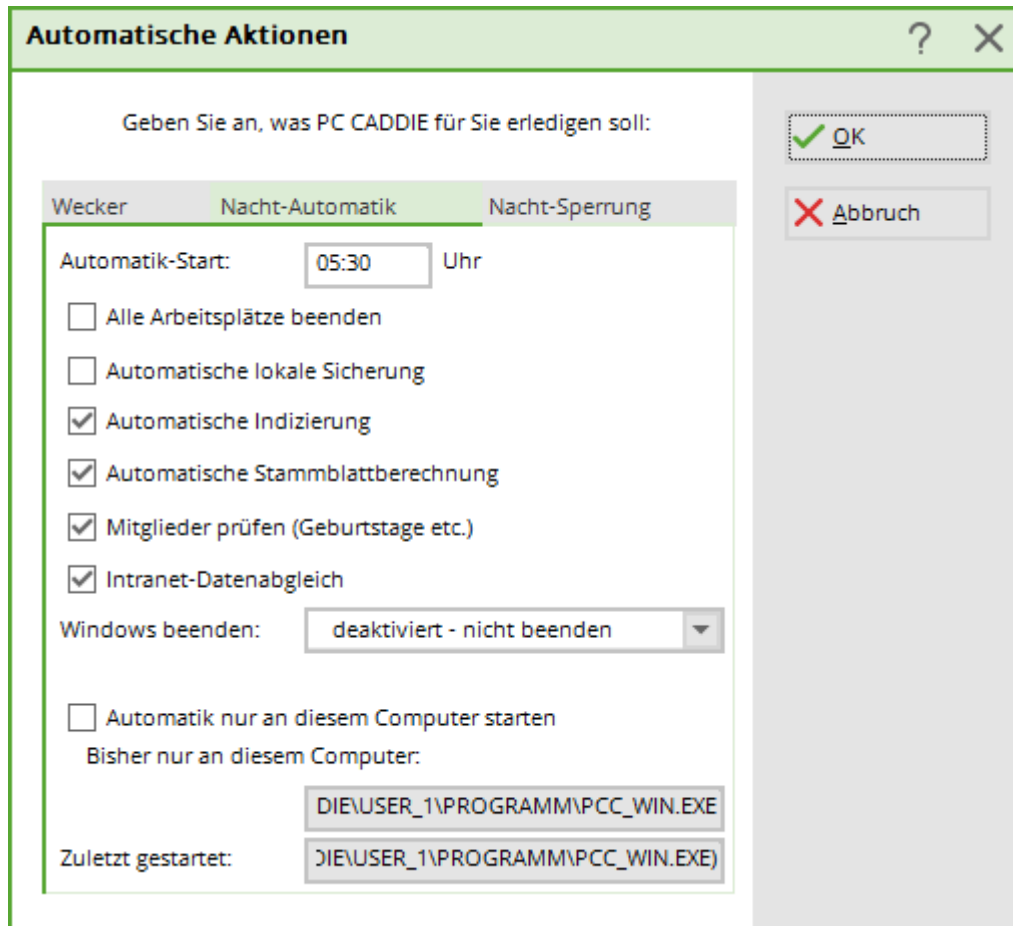 Automatische Aktionen
Geben Sie an, was PC CADDIE für Sie erledigen soll:
OK
Abbruch
Wecker Nacht-Automatik Nacht-Sperrung
Automatik-Start: 05:30 Uhr
Alle Arbeitsplätze beenden
Automatische lokale Sicherung
Automatische Indizierung
Automatische Stammblattberechnung
Mitglieder prüfen (Geburtstage etc.)
Intranet-Datenabgleich
Windows beenden: deaktiviert - nicht beenden
Automatik nur an diesem Computer starten
Bisher nur an diesem Computer:
DIE\USER_1\PROGRAMM\PCC_WIN.EXE
Zuletzt gestartet: DIE\USER_1\PROGRAMM\PCC_WIN.EXE)